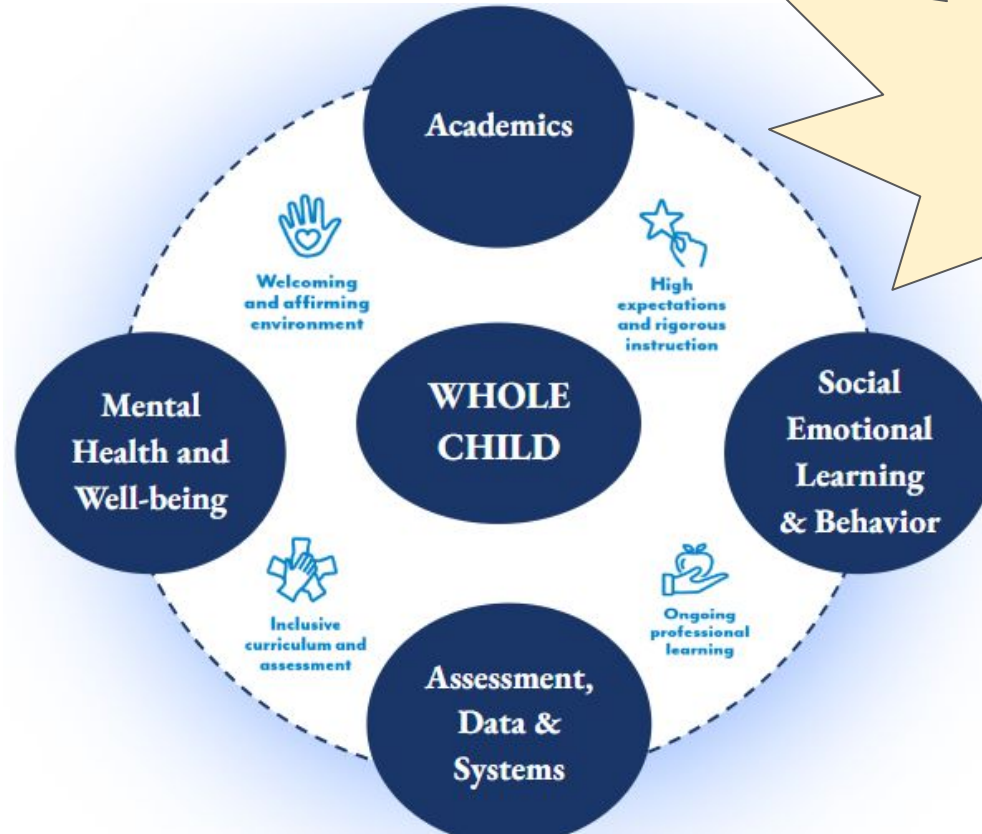 Academics
Welcoming
and affirming
environment
High
expectations
and rigorous
instruction
Mental
Health and
Well-being
WHOLE
CHILD
Social
Emotional
Learning
& Behavior
Inclusive
curriculum and
assessment
Ongoing
professional
learning
Assessment,
Data &
Systems